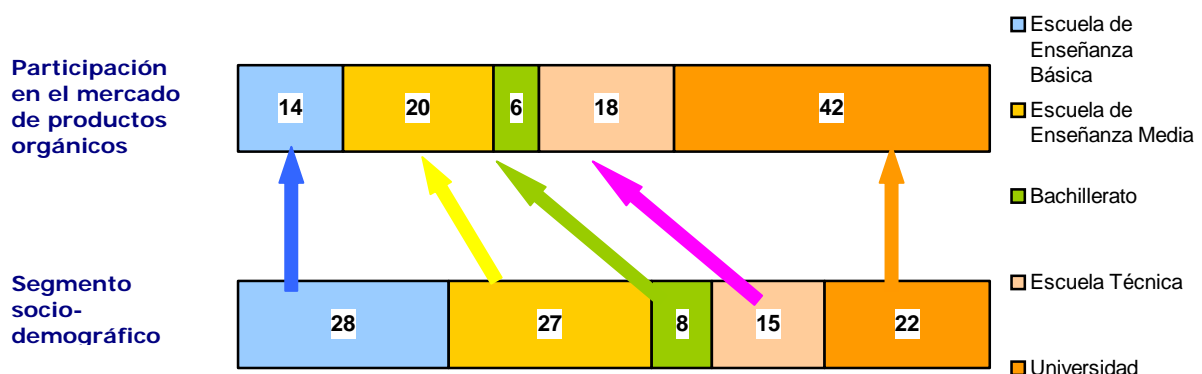 Participación
en el mercado
de productos
orgánicos
14
20
6
18
42
Segmento
socio-
demográfico
28
27
8
15
22
Escuela de
Enseñanza
Básica
Escuela de
Enseñanza Media
Bachillerato
Escuela Técnica
Universidad